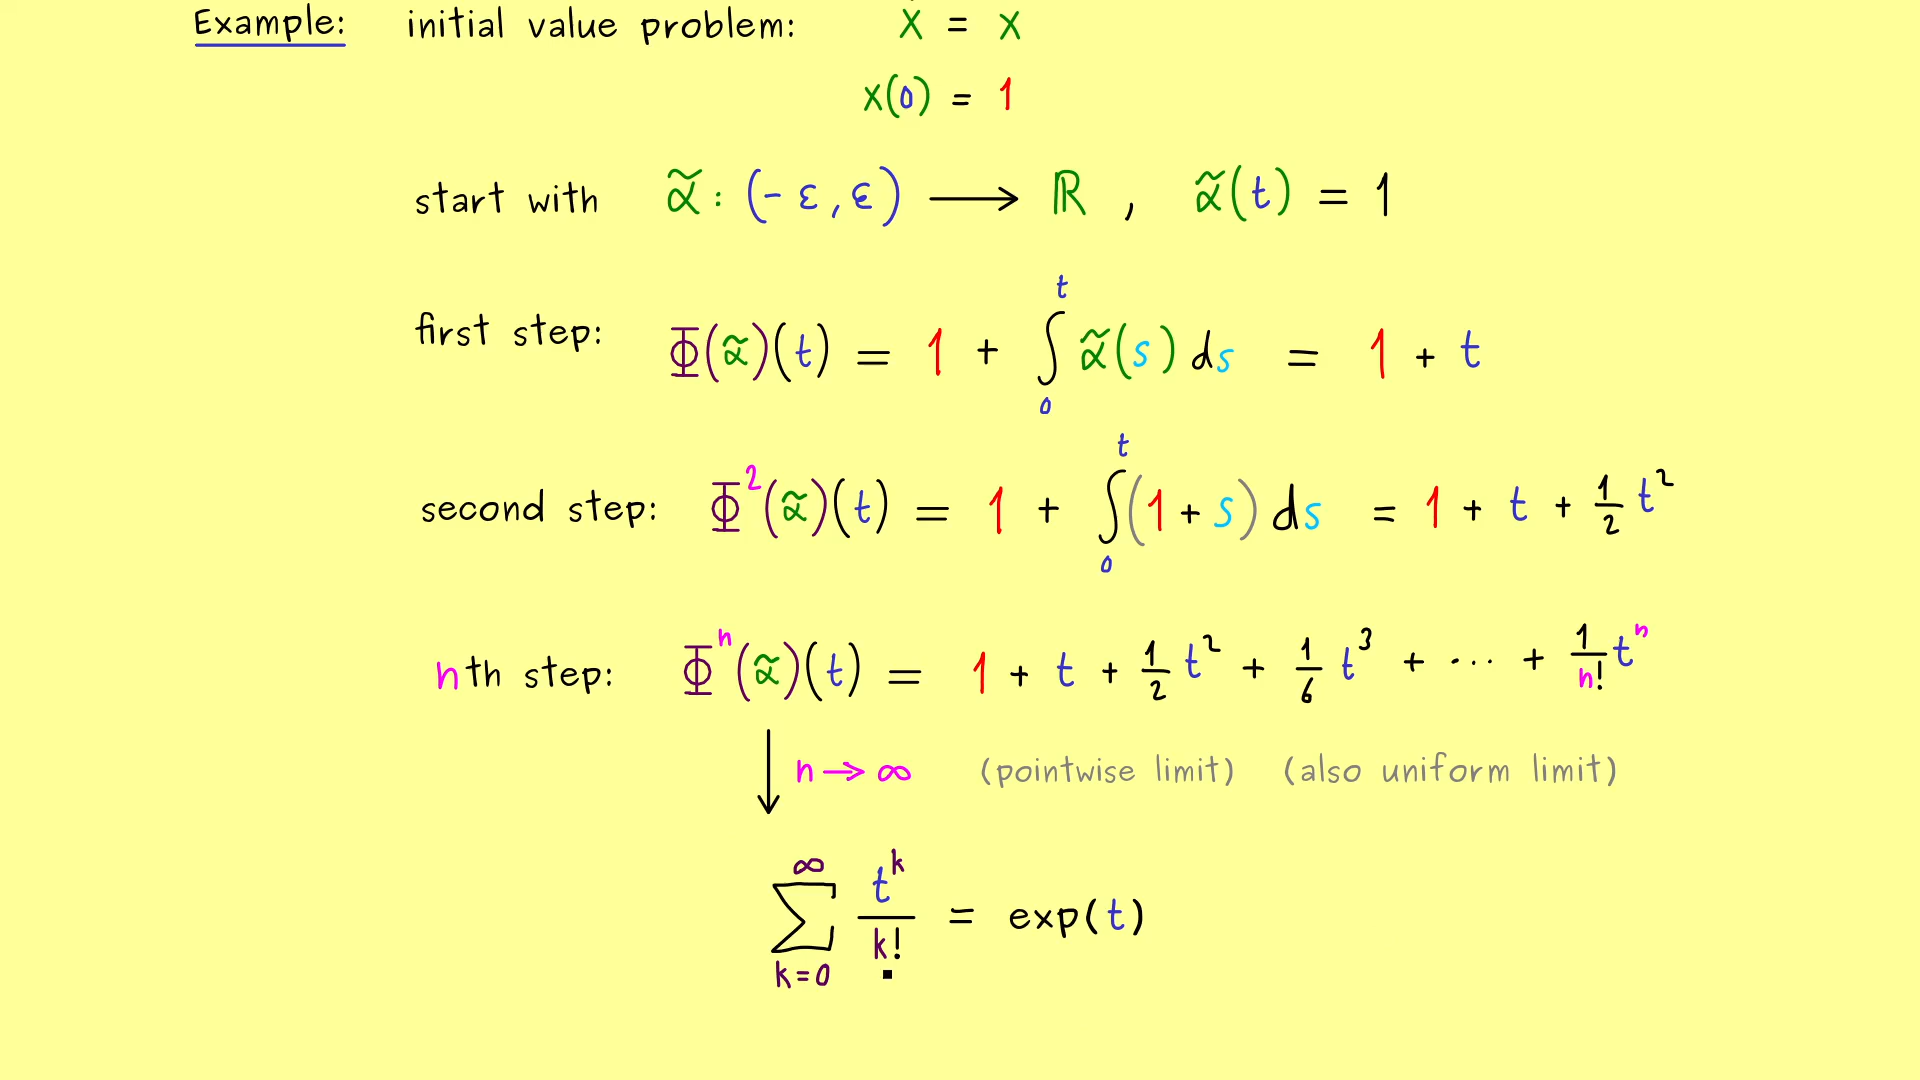 Example: initial value problem: ẋ = x
x(0) = 1
start with α̃ : (-ε, ε) ⟶ ℝ , α̃(t) = 1
first step: Φ(α̃)(t) = 1 + ∫₀ᵗ α̃(s) ds = 1 + t
second step: Φ²(α̃)(t) = 1 + ∫₀ᵗ (1 + s) ds = 1 + t + 1/2 t²
nth step: Φⁿ(α̃)(t) = 1 + t + 1/2 t² + 1/6 t³ + ··· + 1/n! tⁿ
n → ∞ (pointwise limit) (also uniform limit)
∑_{k=0}^{∞} t^k/k! = exp(t)